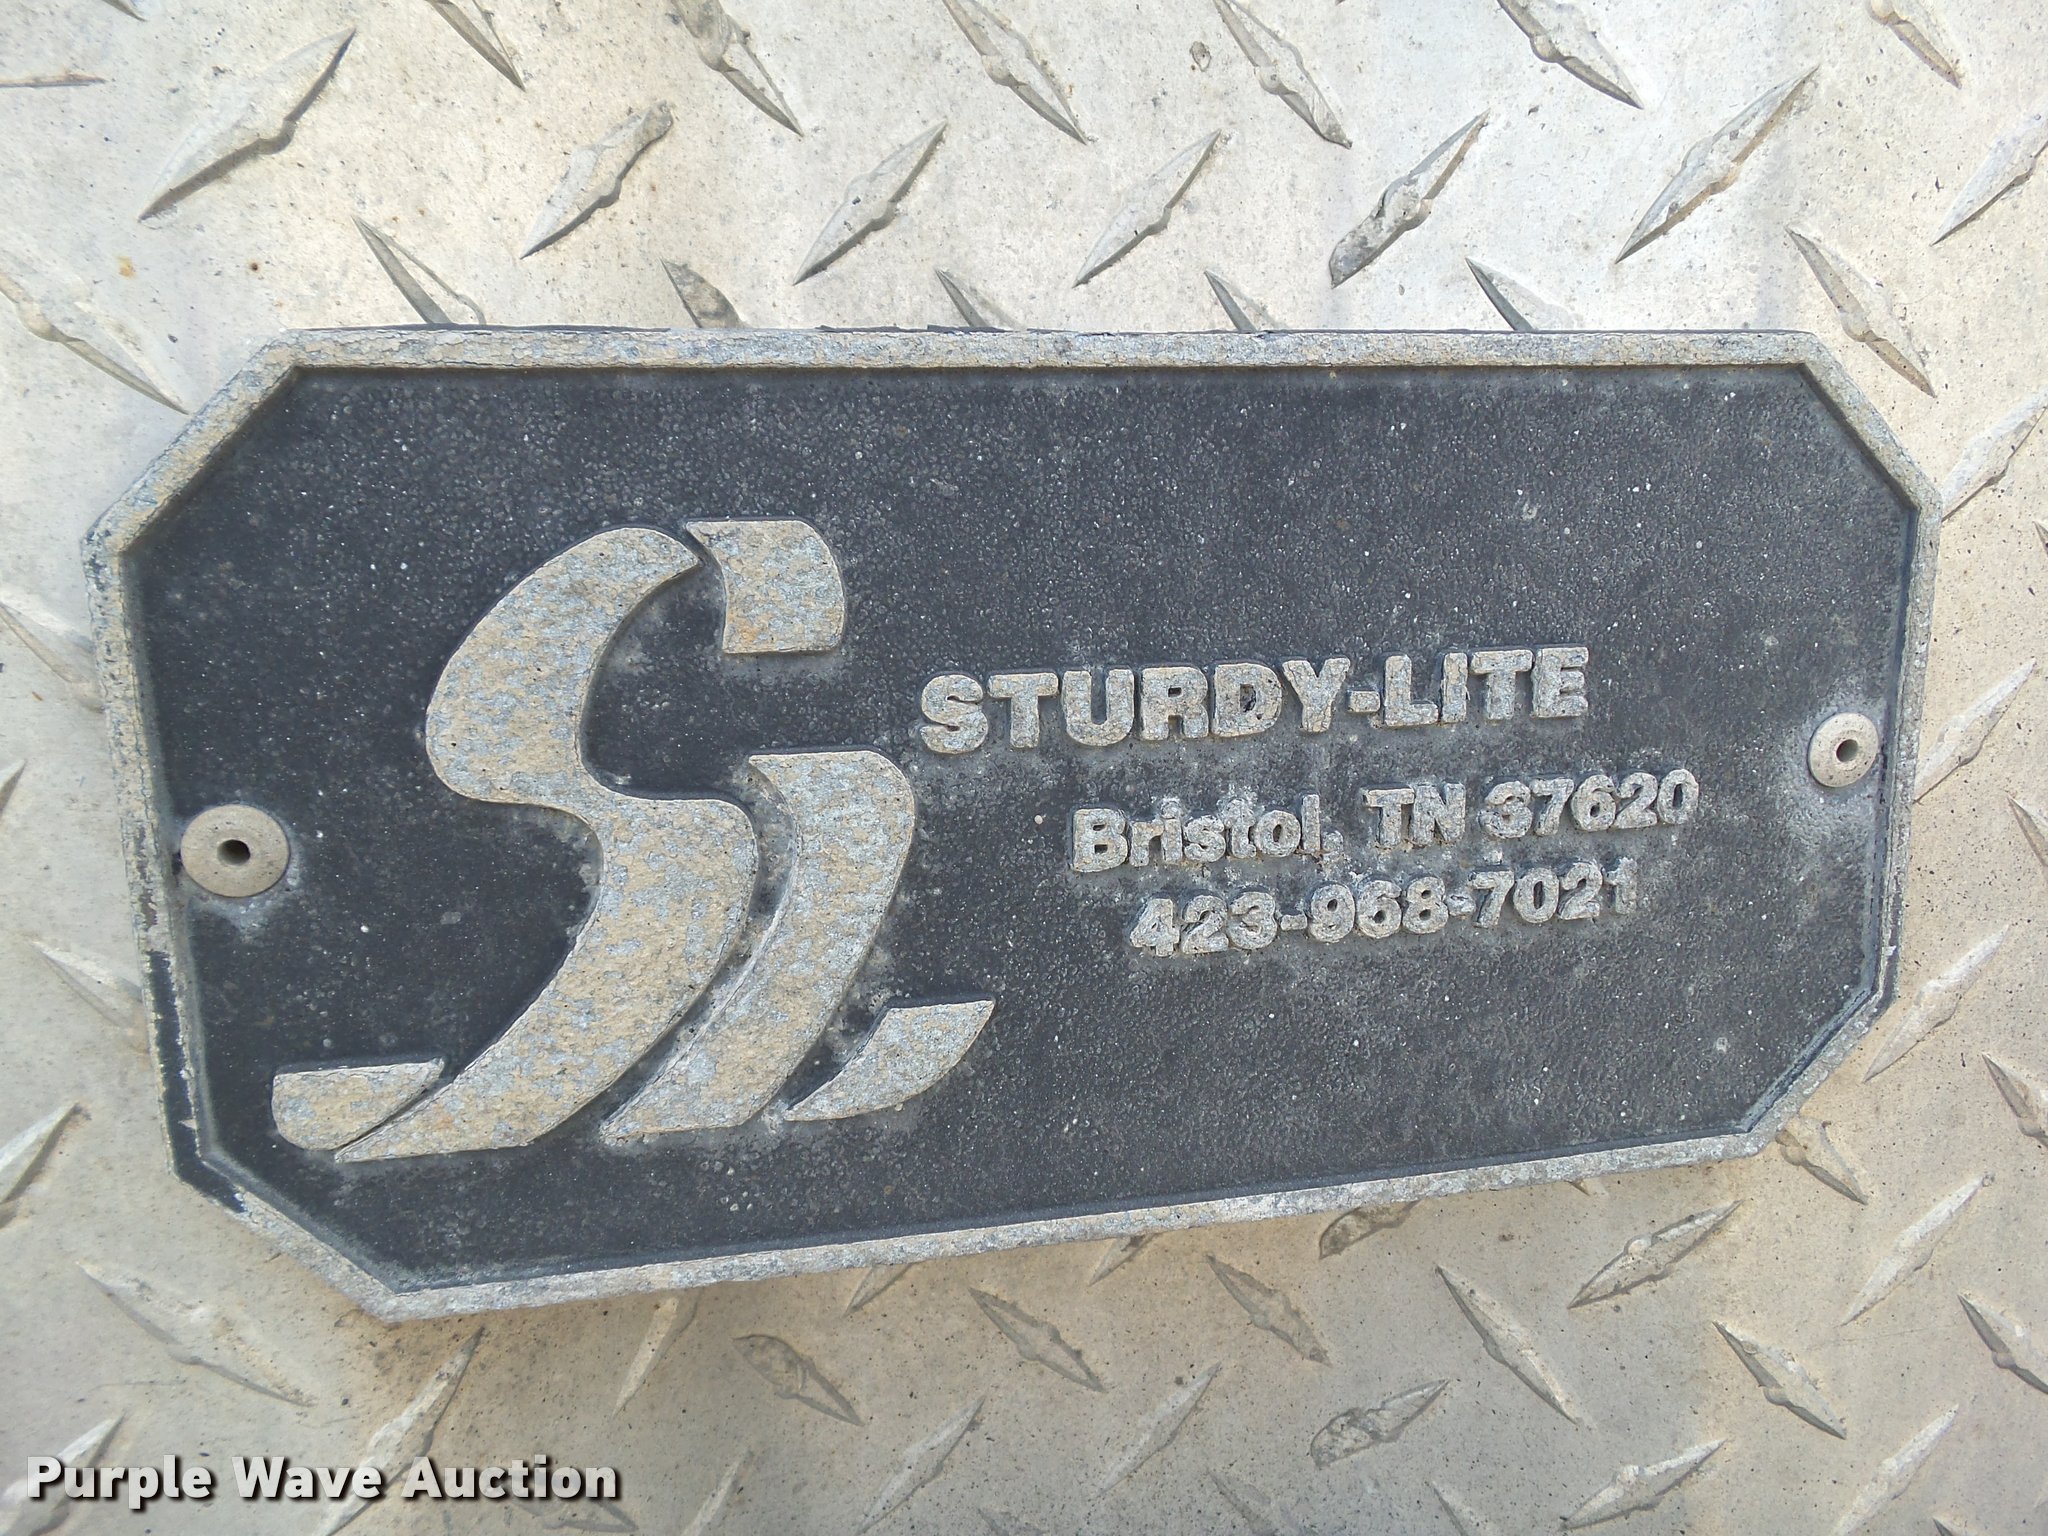 SL
STURDY-LITE
Bristol, TN 37620
423-968-7021
Purple Wave Auction